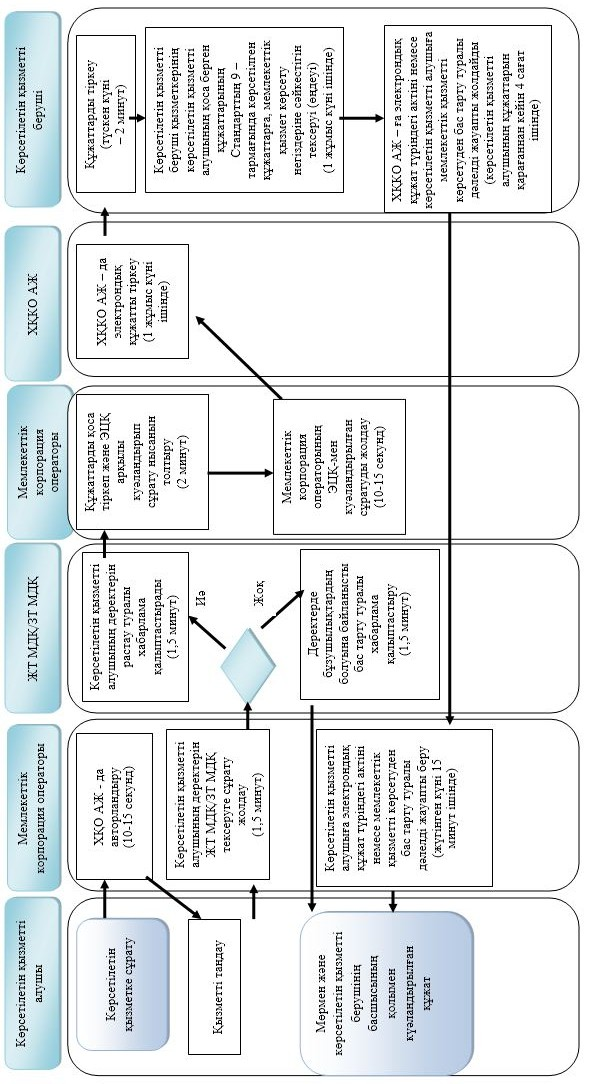 Көрсетілетін қызметті
алушы
Көрсетілетін
қызметке сұрату
Қызметті таңдау
Мөрмен және
көрсетілетін қызметті
берушінің
басшысының
қолымен
куәландырылған
құжат
Мемлекеттік
корпорация операторы
ХҚО АЖ - да
авторландыру
(10-15 секунд)
Көрсетілетін қызметті
алушының деректерін
ЖТ МДҚ/ЗТ МДҚ
тексеруге сұрату
жолдау
(1,5 минут)
Көрсетілетін қызметті
алушыға электрондық
құжат түріндегі актіні
немесе мемлекеттік
қызметті көрсетуден
бас тарту туралы
дәлелді жауапты беру
(жүгінген күні 15
минут ішінде)
ЖТ МДҚ/ЗТ МДҚ
Көрсетілетін қызметті
алушының деректерін
растау туралы
хабарлама
қалыптастырады
(1,5 минут)
Иә
Жоқ
Деректерде
бұзушылықтардың
болуына байланысты
бас тарту туралы
хабарлама
қалыптастыру
(1,5 минут)
Мемлекеттік
корпорация
операторы
Құжаттарды қоса
тіркеп және ЭЦҚ
арқылы
куәландырып
сұрату нысанын
толтыру
(2 минут)
Мемлекеттік
корпорация
операторының
ЭЦҚ-мен
куәландырылған
сұратуды жолдау
(10-15 секунд)
ХҚКО АЖ
ХҚКО АЖ – да
электрондық
құжатты тіркеу
(1 жұмыс күні
ішінде)
Көрсетілетін қызметті
беруші
Құжаттарды тіркеу
(түскен күні
– 2 минут)
Көрсетілетін қызметті
беруші қызметкерінің
көрсетілетін қызметті
алушының қоса берген
құжаттарының
Стандарттың 9 –
тармағында көрсетілген
құжаттарға, мемлекеттік
қызмет көрсету
негіздеріне сәйкестігін
тексеруі (өңдеуі)
(1 жұмыс күні ішінде)
ХҚКО АЖ – ға электрондық
құжат түріндегі актіні немесе
көрсетілетін қызметті алушыға
мемлекеттік қызметті
көрсетуден бас тарту туралы
дәлелді жауапты жолдайды
(көрсетілетін қызметті
алушының құжаттарын
қарағаннан кейін 4 сағат
ішінде)